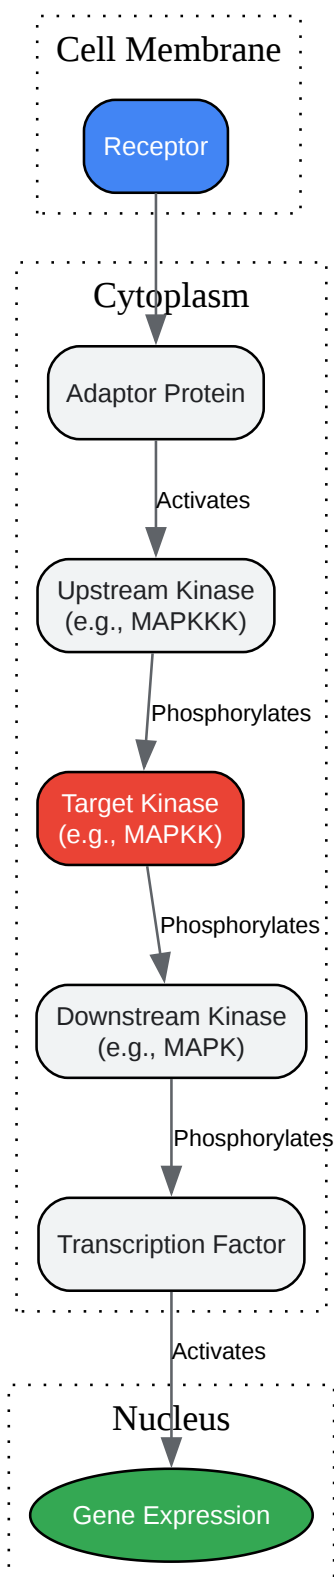 Cell Membrane
Receptor
Cytoplasm
Adaptor Protein
Activates
Upstream Kinase
(e.g., MAPKKK)
Phosphorylates
Target Kinase
(e.g., MAPKK)
Phosphorylates
Downstream Kinase
(e.g., MAPK)
Phosphorylates
Transcription Factor
Activates
Nucleus
Gene Expression